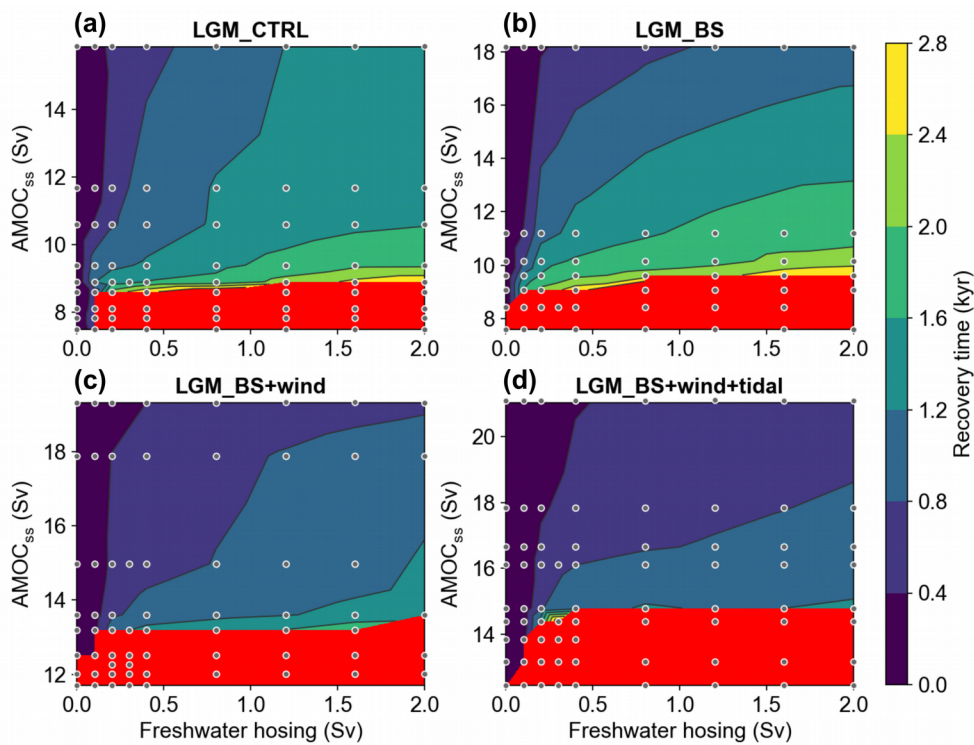 (a) LGM_CTRL
(b) LGM_BS
AMOCss (Sv)
14
12
10
8
0.0 0.5 1.0 1.5 2.0
AMOCss (Sv)
18
16
14
12
10
8
0.0 0.5 1.0 1.5 2.0
(c) LGM_BS+wind
(d) LGM_BS+wind+tidal
AMOCss (Sv)
18
16
14
12
0.0 0.5 1.0 1.5 2.0
Freshwater hosing (Sv)
AMOCss (Sv)
20
18
16
14
0.0 0.5 1.0 1.5 2.0
Freshwater hosing (Sv)
2.8
2.4
2.0
1.6
1.2
0.8
0.4
0.0
Recovery time (kyr)